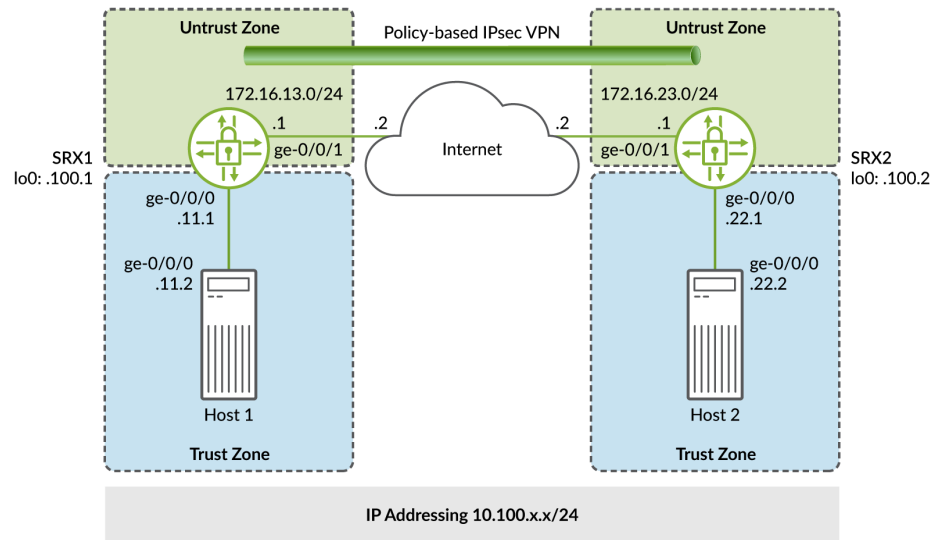 Untrust Zone
Policy-based IPsec VPN
Untrust Zone
172.16.13.0/24
172.16.23.0/24
.1
.2
.2
.1
ge-0/0/1
Internet
ge-0/0/1
SRX1
lo0: .100.1
SRX2
lo0: .100.2
ge-0/0/0
.11.1
ge-0/0/0
.22.1
ge-0/0/0
.11.2
ge-0/0/0
.22.2
Host 1
Host 2
Trust Zone
Trust Zone
IP Addressing 10.100.x.x/24